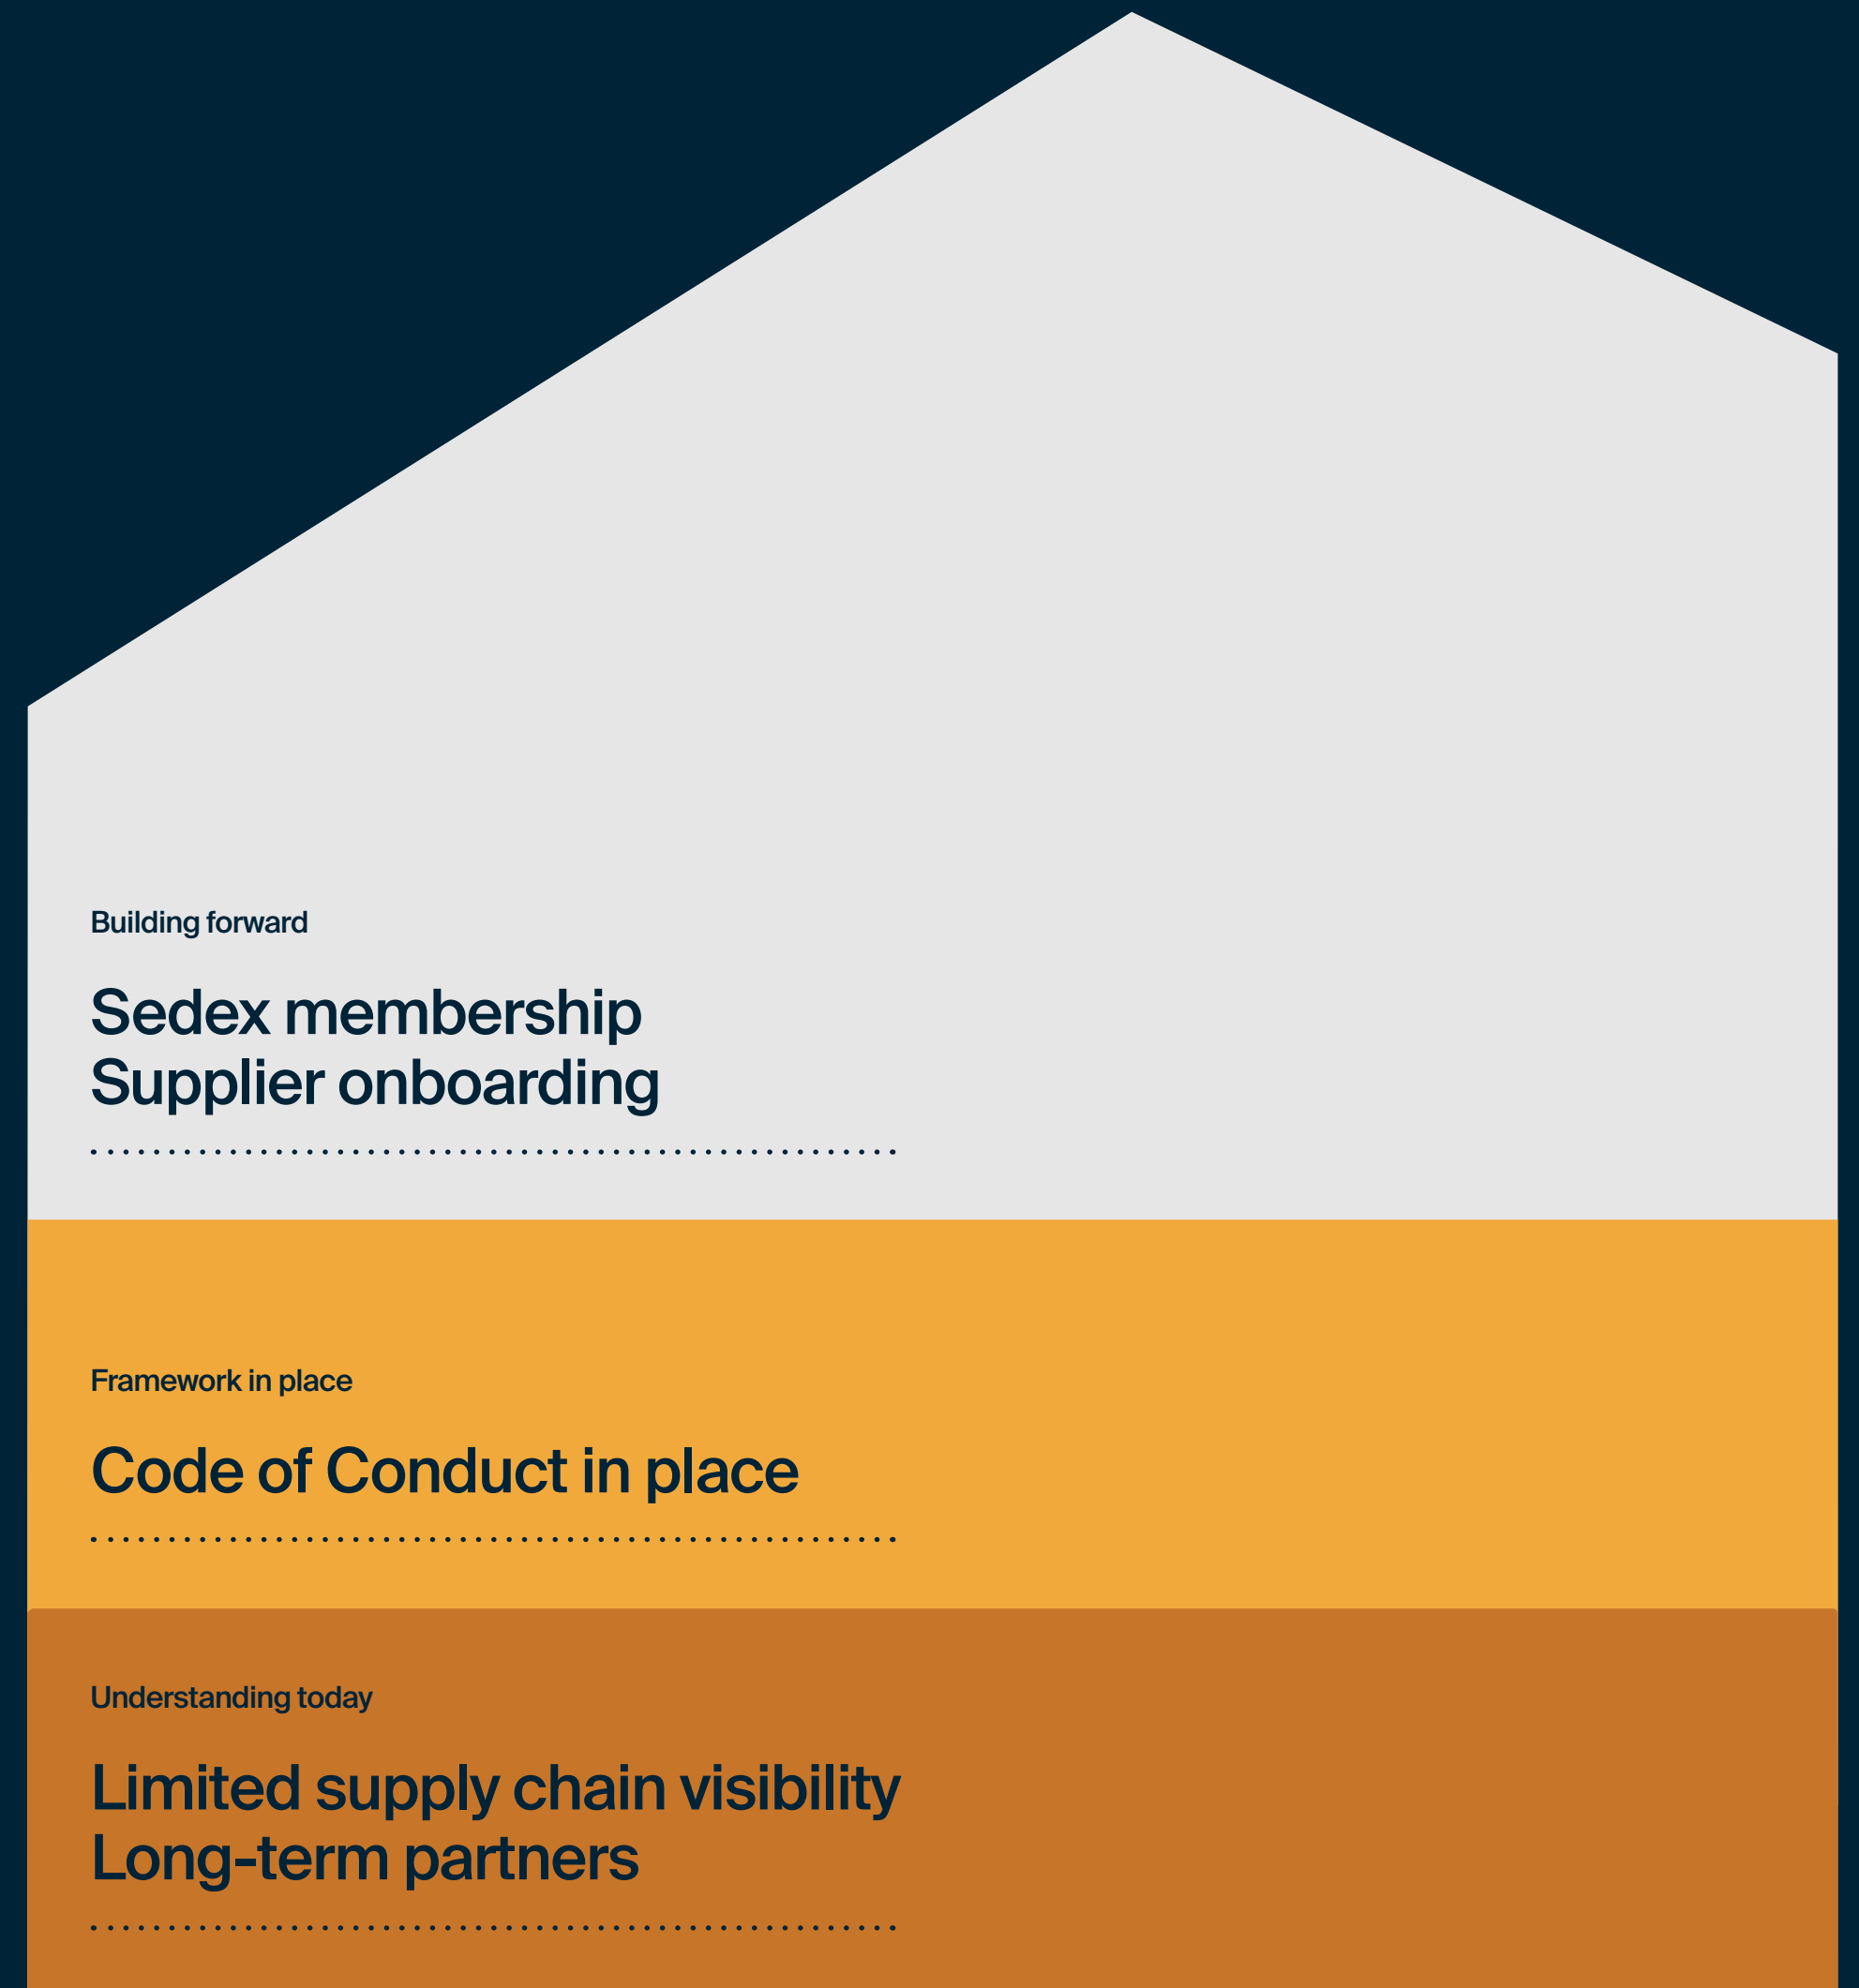 Building forward
Sedex membership
Supplier onboarding
Framework in place
Code of Conduct in place
Understanding today
Limited supply chain visibility
Long-term partners